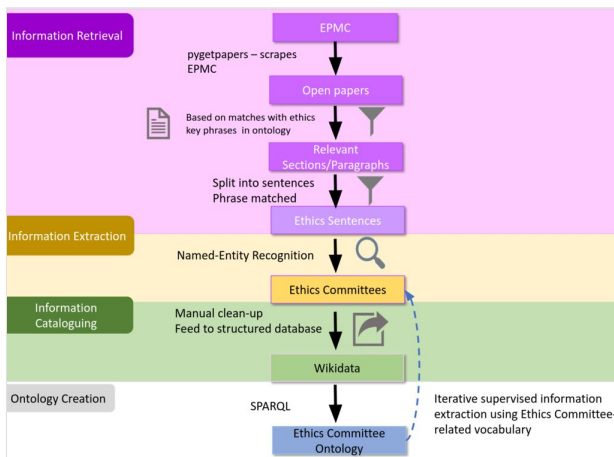 Information Retrieval
EPMC
pygetpapers – scrapes
EPMC
Open papers
Based on matches with ethics
key phrases in ontology
Relevant
Sections/Paragraphs
Split into sentences
Phrase matched
Ethics Sentences
Information Extraction
Named-Entity Recognition
Ethics Committees
Information
Cataloguing
Manual clean-up
Feed to structured database
Wikidata
Ontology Creation
SPARQL
Iterative supervised information
extraction using Ethics Committee-
related vocabulary
Ethics Committee
Ontology